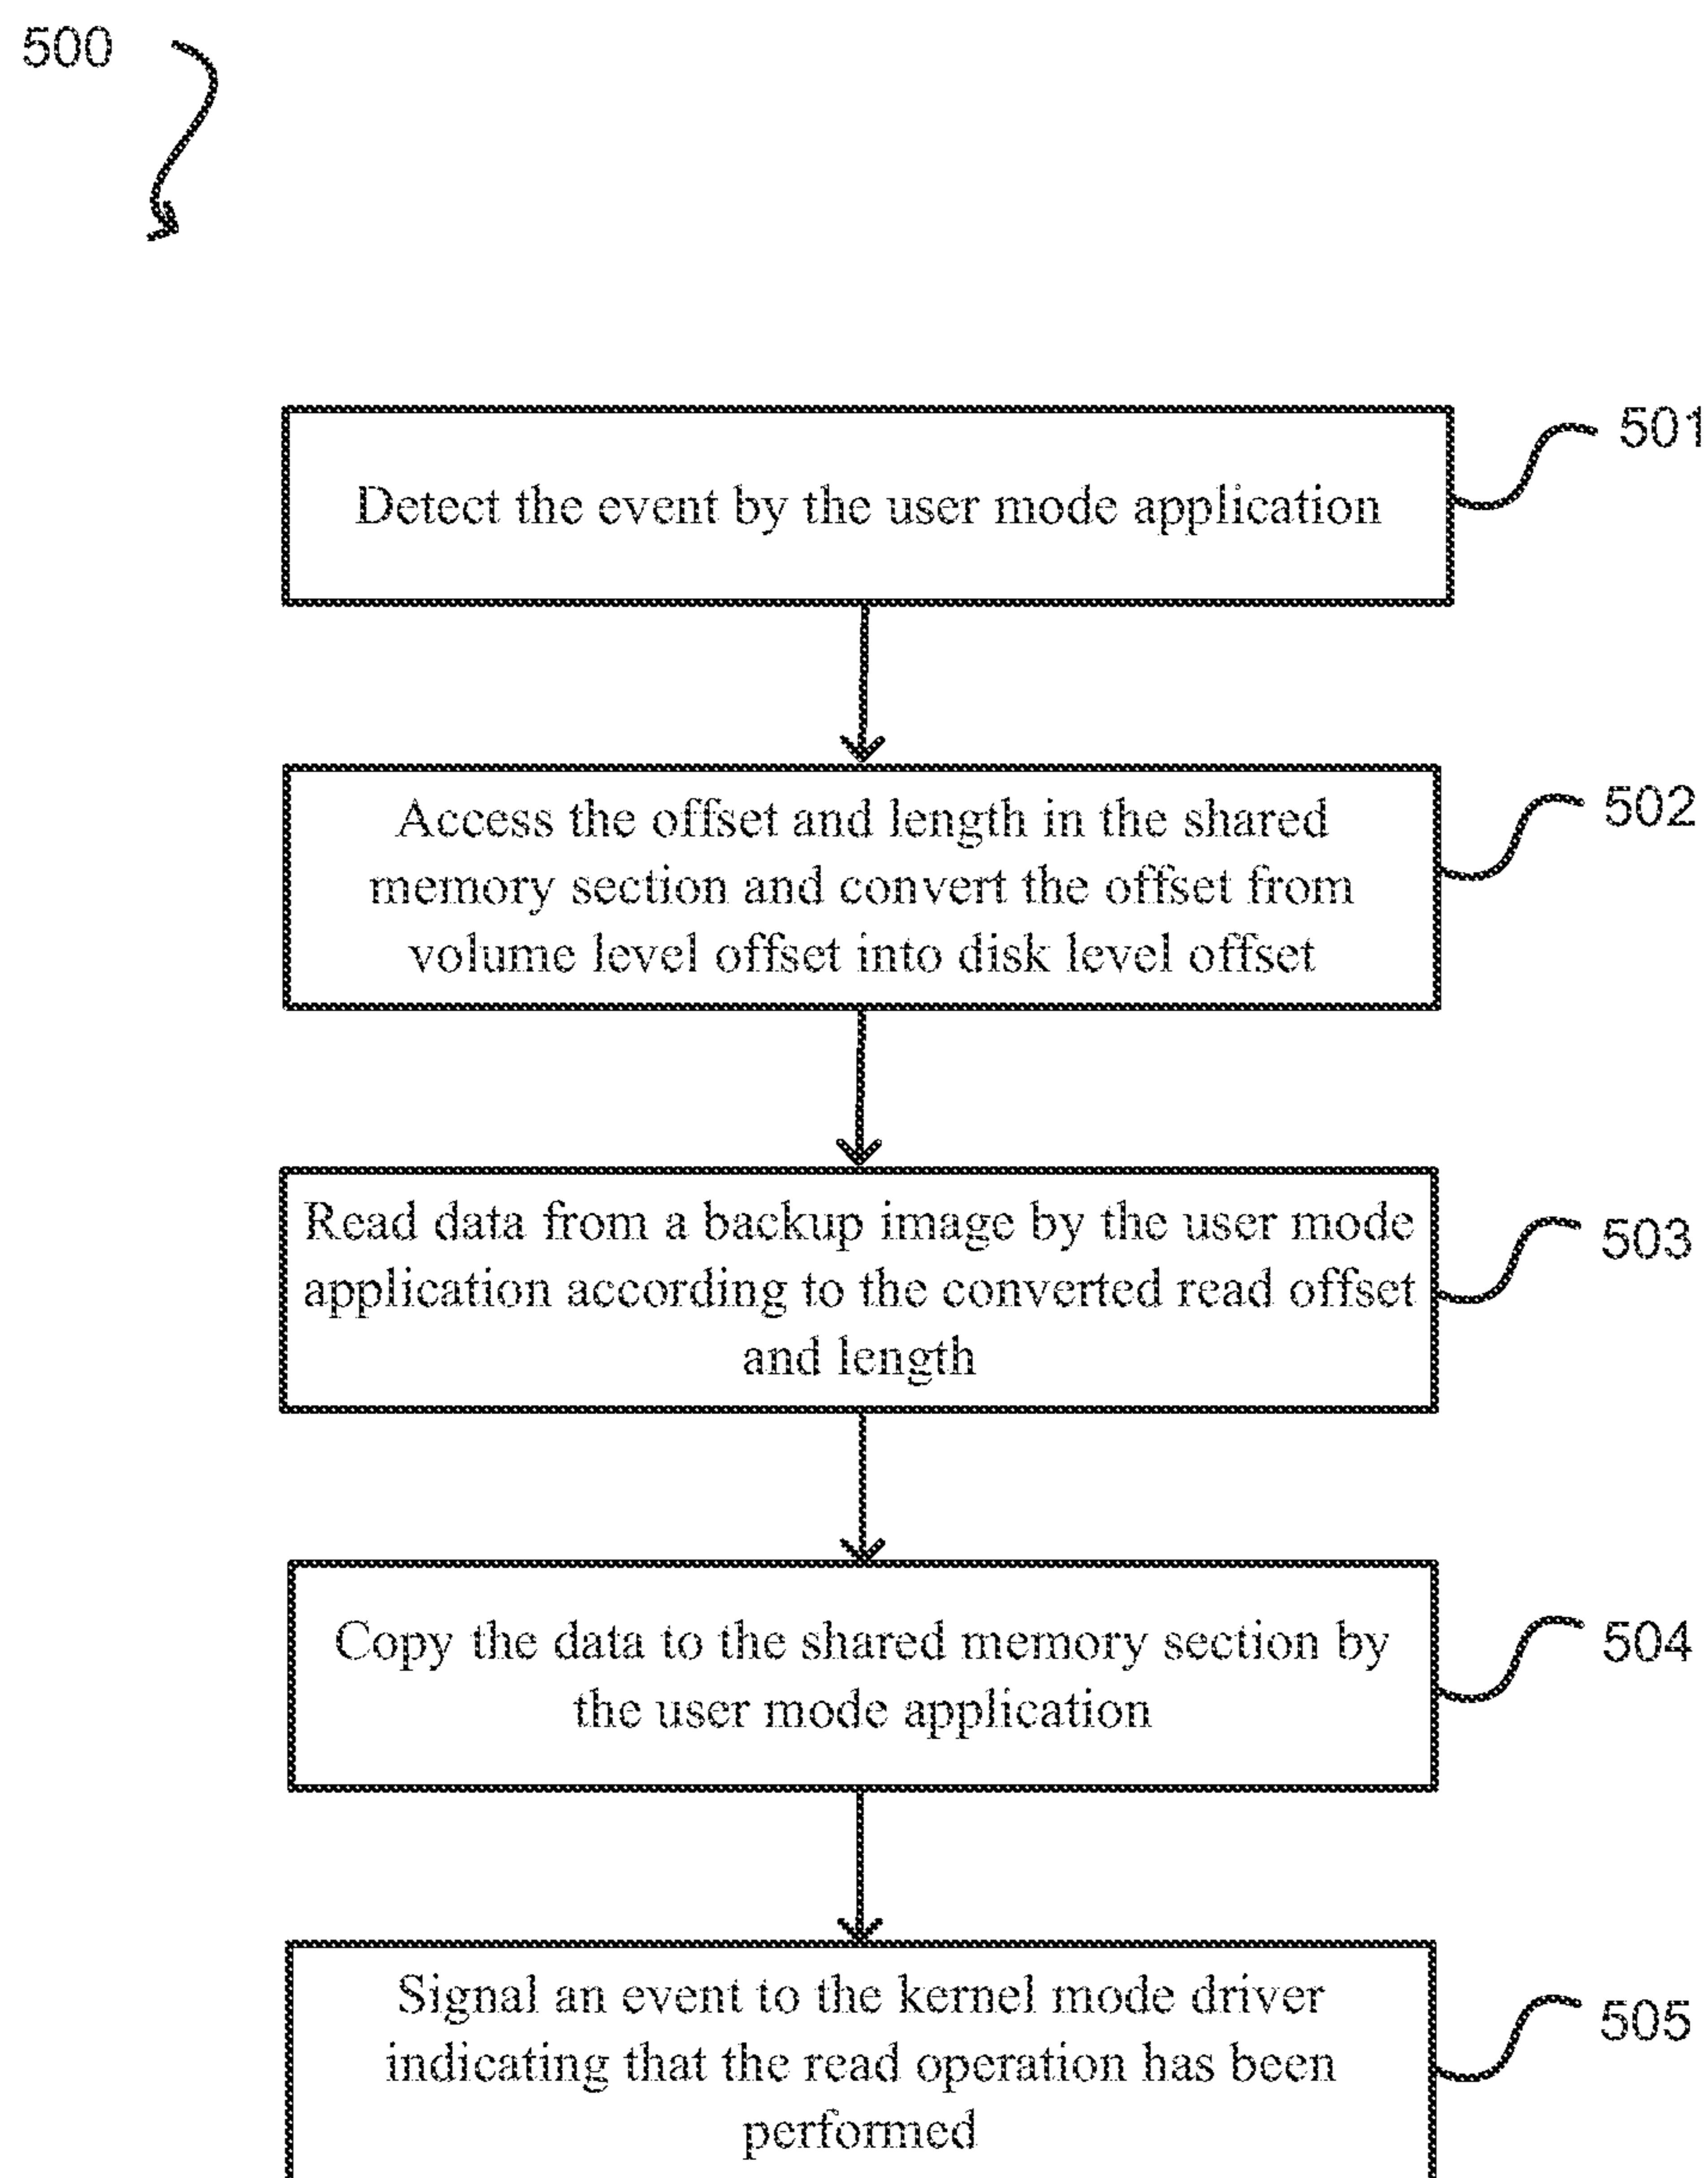 500
501
Detect the event by the user mode application
502
Access the offset and length in the shared
memory section and convert the offset from
volume level offset into disk level offset
503
Read data from a backup image by the user mode
application according to the converted read offset
and length
504
Copy the data to the shared memory section by
the user mode application
505
Signal an event to the kernel mode driver
indicating that the read operation has been
performed